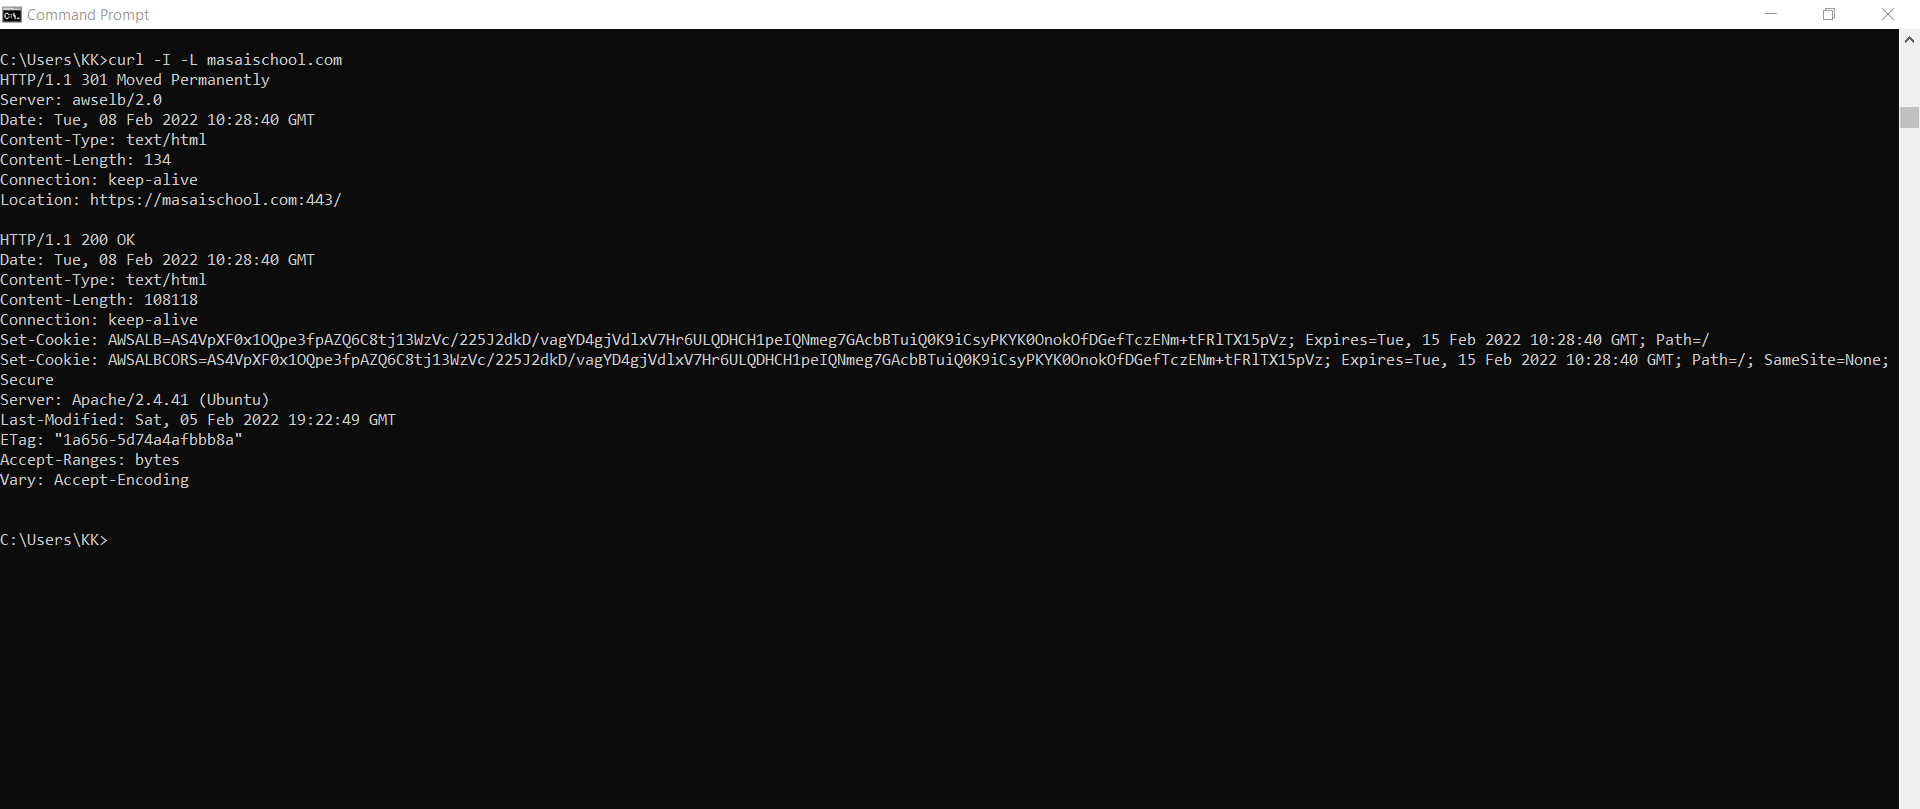 Command Prompt
C:\Users\KK>curl -I -L masaischool.com
HTTP/1.1 301 Moved Permanently
Server: awselb/2.0
Date: Tue, 08 Feb 2022 10:28:40 GMT
Content-Type: text/html
Content-Length: 134
Connection: keep-alive
Location: https://masaischool.com:443/
HTTP/1.1 200 OK
Date: Tue, 08 Feb 2022 10:28:40 GMT
Content-Type: text/html
Content-Length: 108118
Connection: keep-alive
Set-Cookie: AWSALB=AS4VpXF0x1OQpe3fpAZQ6C8tj13WzVc/225J2dkD/vagYD4gjVdlxV7Hr6ULQDHCH1peIQNmeg7GAcbBTuiQ0K9iCsyPKYK0OnokOfDGefTczENm+tFRlTX15pVz; Expires=Tue, 15 Feb 2022 10:28:40 GMT; Path=/
Set-Cookie: AWSALBCORS=AS4VpXF0x1OQpe3fpAZQ6C8tj13WzVc/225J2dkD/vagYD4gjVdlxV7Hr6ULQDHCH1peIQNmeg7GAcbBTuiQ0K9iCsyPKYK0OnokOfDGefTczENm+tFRlTX15pVz; Expires=Tue, 15 Feb 2022 10:28:40 GMT; Path=/; SameSite=None;
Secure
Server: Apache/2.4.41 (Ubuntu)
Last-Modified: Sat, 05 Feb 2022 19:22:49 GMT
ETag: "1a656-5d74a4afbbb8a"
Accept-Ranges: bytes
Vary: Accept-Encoding
C:\Users\KK>